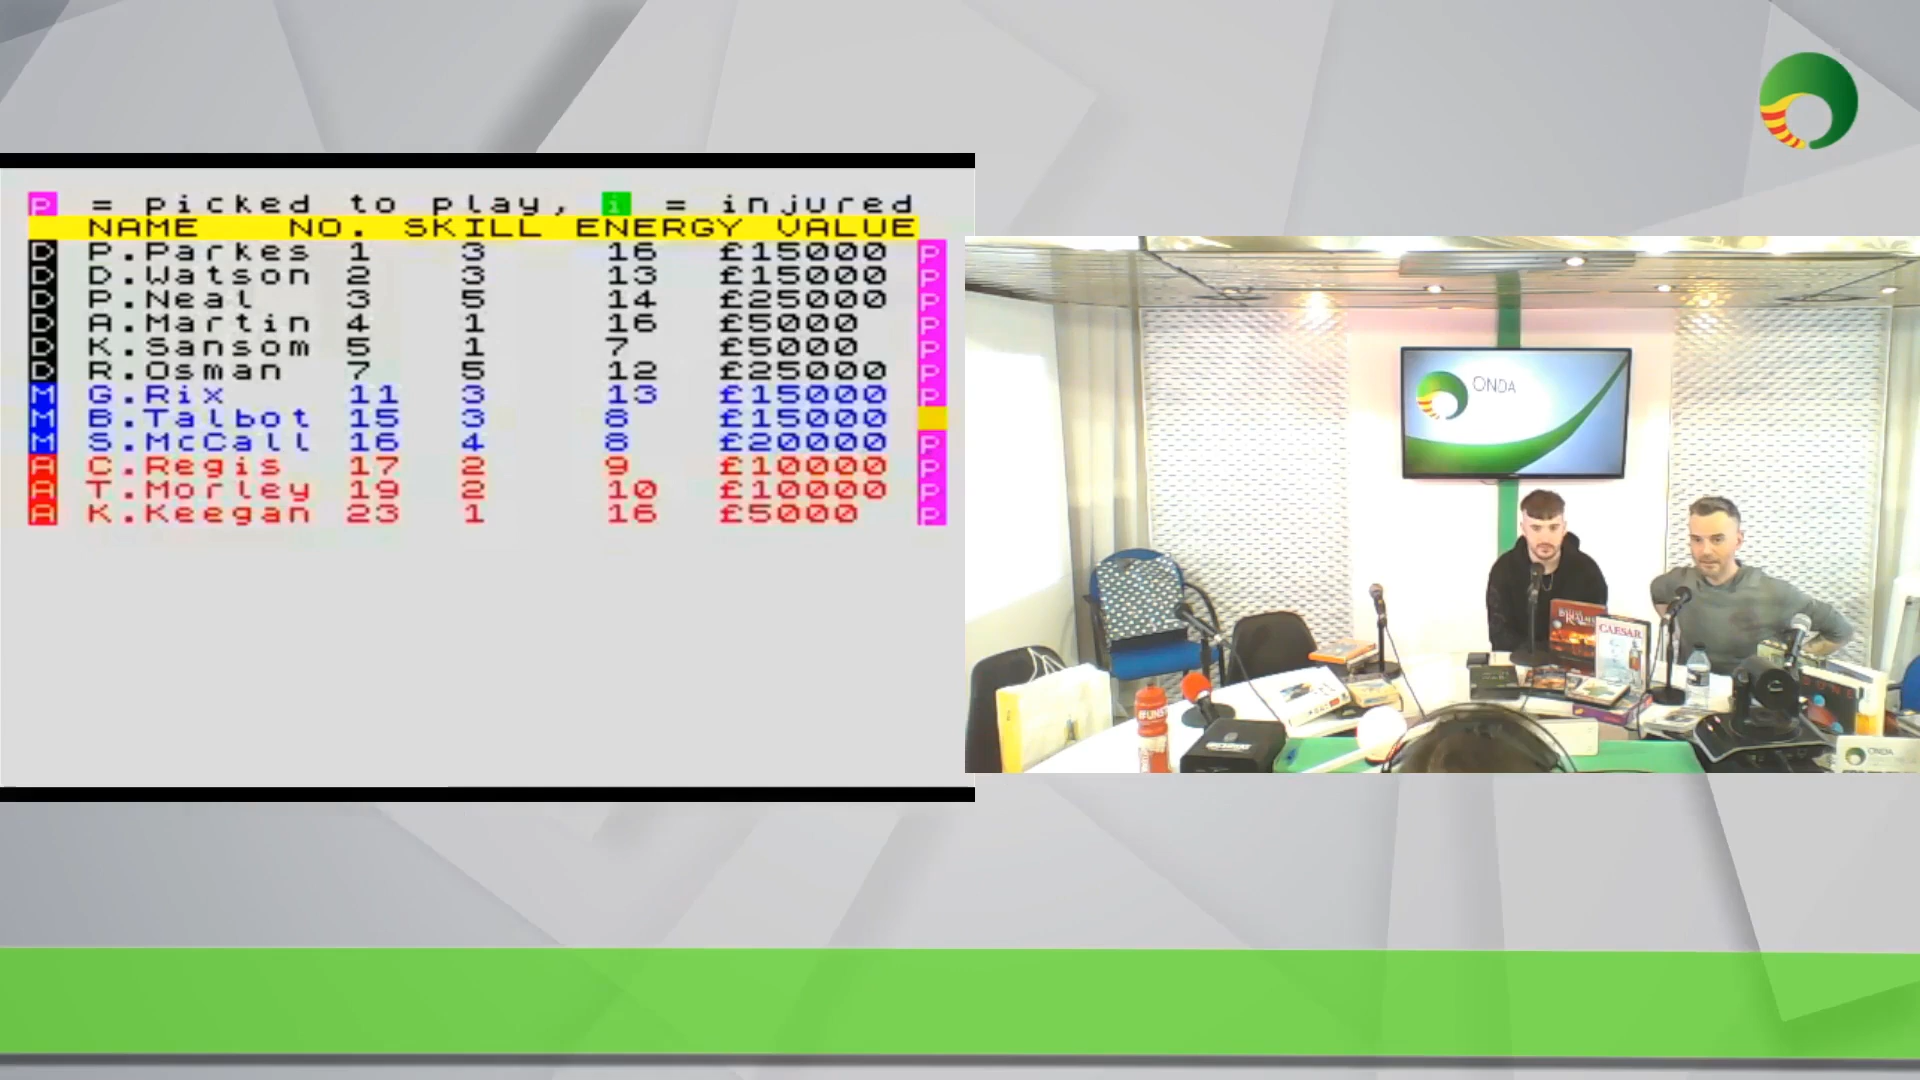 p = picked to play, i = injured
NAME NO. SKILL ENERGY VALUE
D P.Parkes 1 3 16 £15000 p
D D.Watson 2 3 13 £15000 p
D P.Neal 3 5 14 £25000 p
D A.Martin 4 1 16 £5000 p
D K.Sansom 5 1 7 £5000 p
D R.Osman 7 5 12 £25000 p
M G.Rix 11 3 13 £15000 p
M B.Talbot 15 3 8 £15000
M S.McCall 16 4 8 £20000 p
A C.Regis 17 2 9 £10000 p
A T.Morley 19 2 10 £10000 p
A K.Keegan 23 1 16 £5000 p
ONDA
CAESAR
ONDA